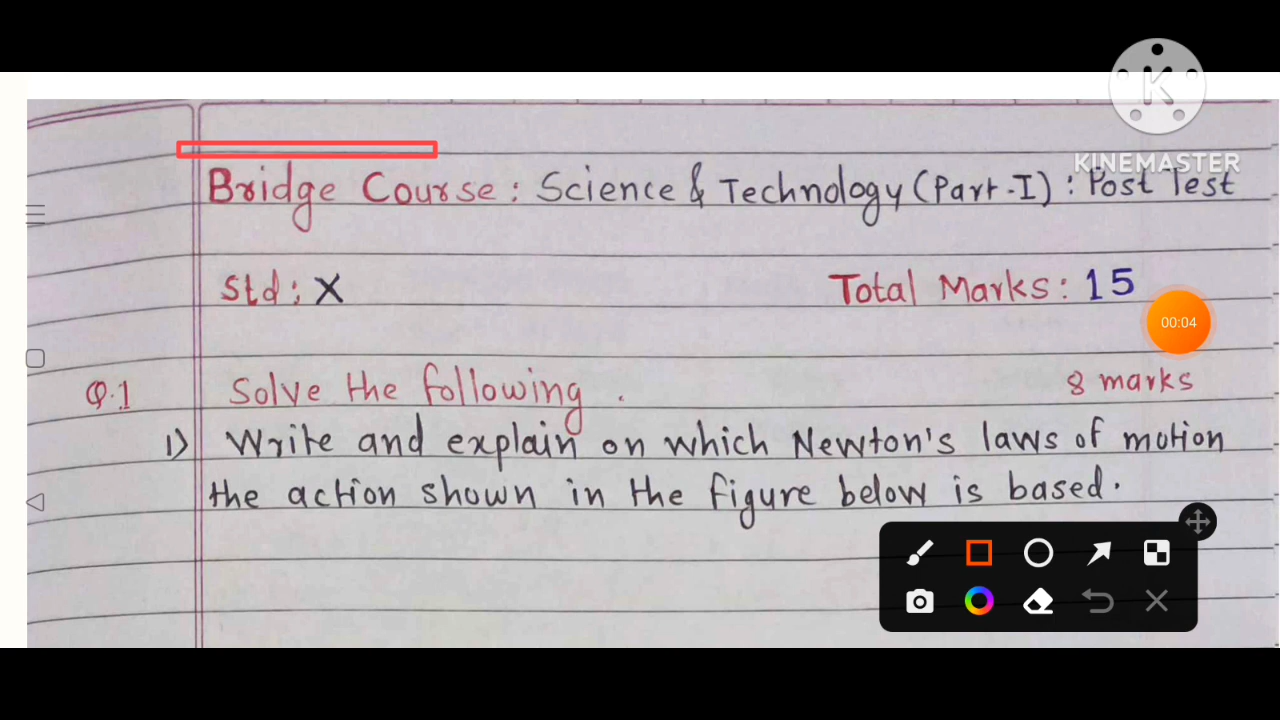 KINEMASTER
Bridge Course : Science & Technology (Part-I) : Post Test
Std : X
Total Marks : 15
00:04
Q.1 Solve the following . 8 marks
1) Write and explain on which Newton's laws of motion
the action shown in the figure below is based.